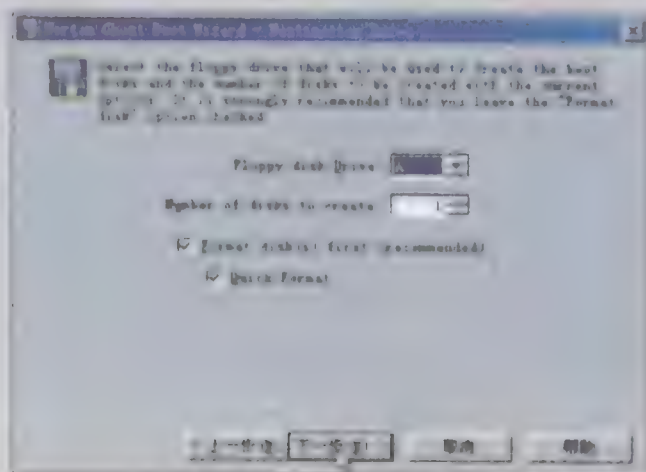 Norton Ghost Boot Wizard - Destination
Select the floppy drive that will be used to create the boot
disks and the number of disks to be created with the current
options. It is strongly recommended that you leave the "Format
disk" option checked
Floppy disk Drive A
Number of disks to create 1
Format disk(s) first (recommended)
Quick Format
取消 帮助